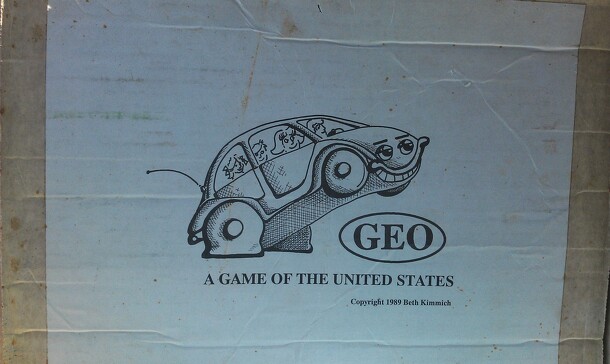 GEO
A GAME OF THE UNITED STATES
Copyright 1989 Beth Kimmich